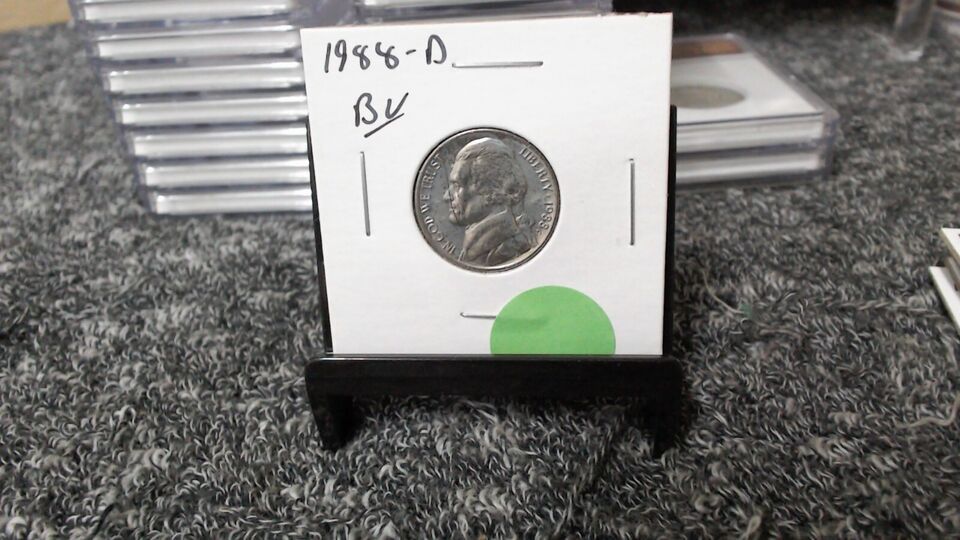 1988-D
BU
IN GOD WE TRUST
LIBERTY 1988